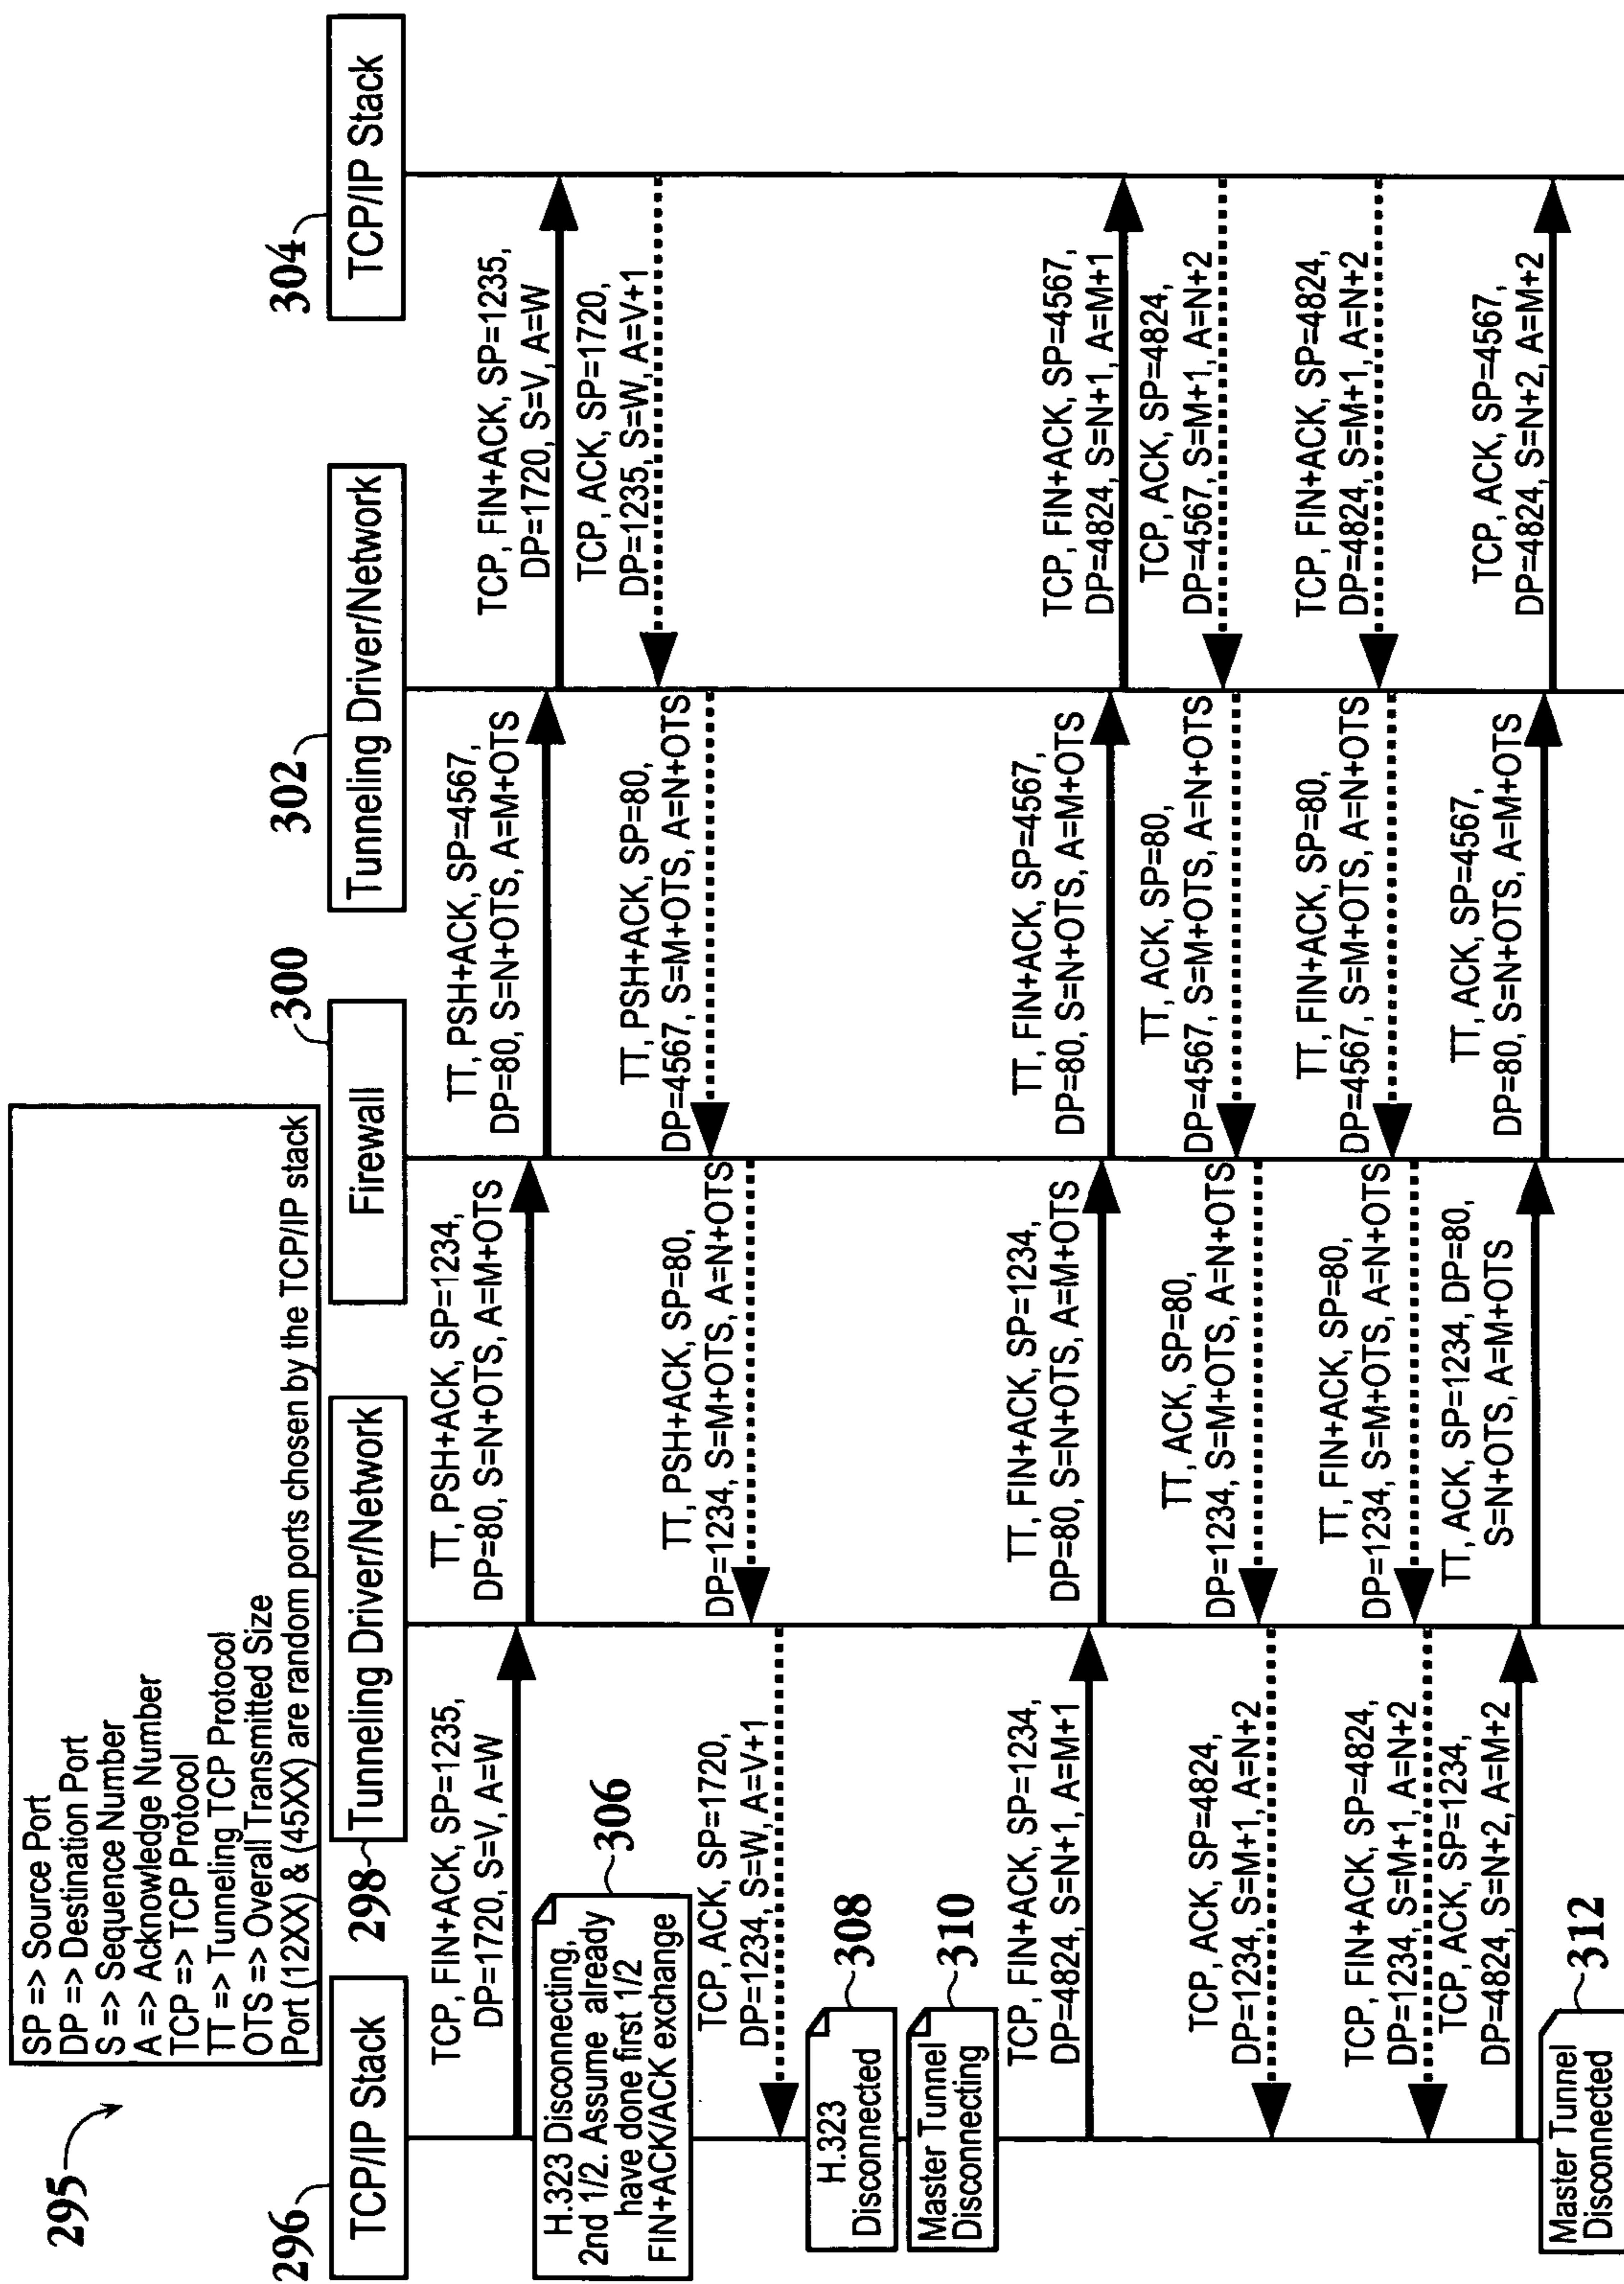 295
SP => Source Port
DP => Destination Port
S => Sequence Number
A => Acknowledge Number
TCP => TCP Protocol
TT => Tunneling TCP Protocol
OTS => Overall Transmitted Size
Port (12XX) & (45XX) are random ports chosen by the TCP/IP stack
296
TCP/IP Stack
298
Tunneling Driver/Network
300
Firewall
302
Tunneling Driver/Network
304
TCP/IP Stack
TCP, FIN+ACK, SP=1235,
DP=1720, S=V, A=W
TT, PSH+ACK, SP=1234,
DP=80, S=N+OTS, A=M+OTS
TT, PSH+ACK, SP=4567,
DP=80, S=N+OTS, A=M+OTS
TCP, FIN+ACK, SP=1235,
DP=1720, S=V, A=W
H.323 Disconnecting,
2nd 1/2. Assume already
have done first 1/2
FIN+ACK/ACK exchange
306
TCP, ACK, SP=1720,
DP=1235, S=W, A=V+1
TT, PSH+ACK, SP=80,
DP=4567, S=M+OTS, A=N+OTS
TT, PSH+ACK, SP=80,
DP=1234, S=M+OTS, A=N+OTS
TCP, ACK, SP=1720,
DP=1234, S=W, A=V+1
H.323
Disconnected
308
Master Tunnel
Disconnecting
310
TCP, FIN+ACK, SP=1234,
DP=4824, S=N+1, A=M+1
TT, FIN+ACK, SP=1234,
DP=80, S=N+OTS, A=M+OTS
TT, FIN+ACK, SP=4567,
DP=80, S=N+OTS, A=M+OTS
TCP, FIN+ACK, SP=4567,
DP=4824, S=N+1, A=M+1
TCP, ACK, SP=4824,
DP=4567, S=M+1, A=N+2
TT, ACK, SP=80,
DP=4567, S=M+OTS, A=N+OTS
TT, ACK, SP=80,
DP=1234, S=M+OTS, A=N+OTS
TCP, ACK, SP=4824,
DP=1234, S=M+1, A=N+2
TCP, FIN+ACK, SP=4824,
DP=4824, S=M+1, A=N+2
TT, FIN+ACK, SP=80,
DP=4567, S=M+OTS, A=N+OTS
TT, FIN+ACK, SP=80,
DP=1234, S=M+OTS, A=N+OTS
TCP, FIN+ACK, SP=4824,
DP=1234, S=M+1, A=N+2
TCP, ACK, SP=1234,
DP=4824, S=N+2, A=M+2
TT, ACK, SP=1234, DP=80,
S=N+OTS, A=M+OTS
TT, ACK, SP=4567,
DP=80, S=N+OTS, A=M+OTS
TCP, ACK, SP=4567,
DP=4824, S=N+2, A=M+2
Master Tunnel
Disconnected
312